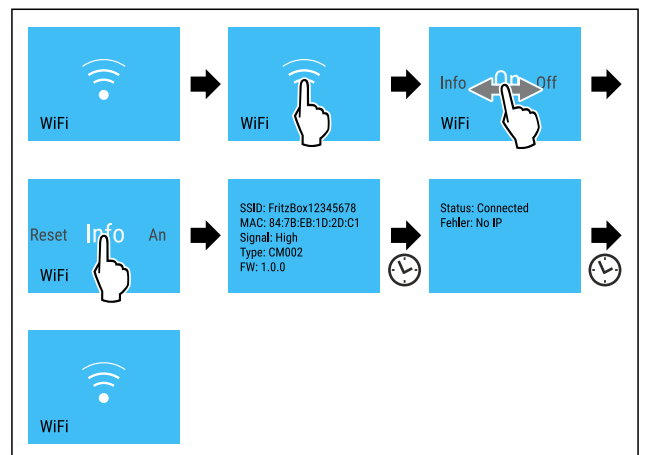 WiFi
WiFi
Info On Off
WiFi
Reset Info An
WiFi
SSID: FritzBox12345678
MAC: 84:7B:EB:1D:2D:C1
Signal: High
Type: CM002
FW: 1.0.0
Status: Connected
Fehler: No IP
WiFi